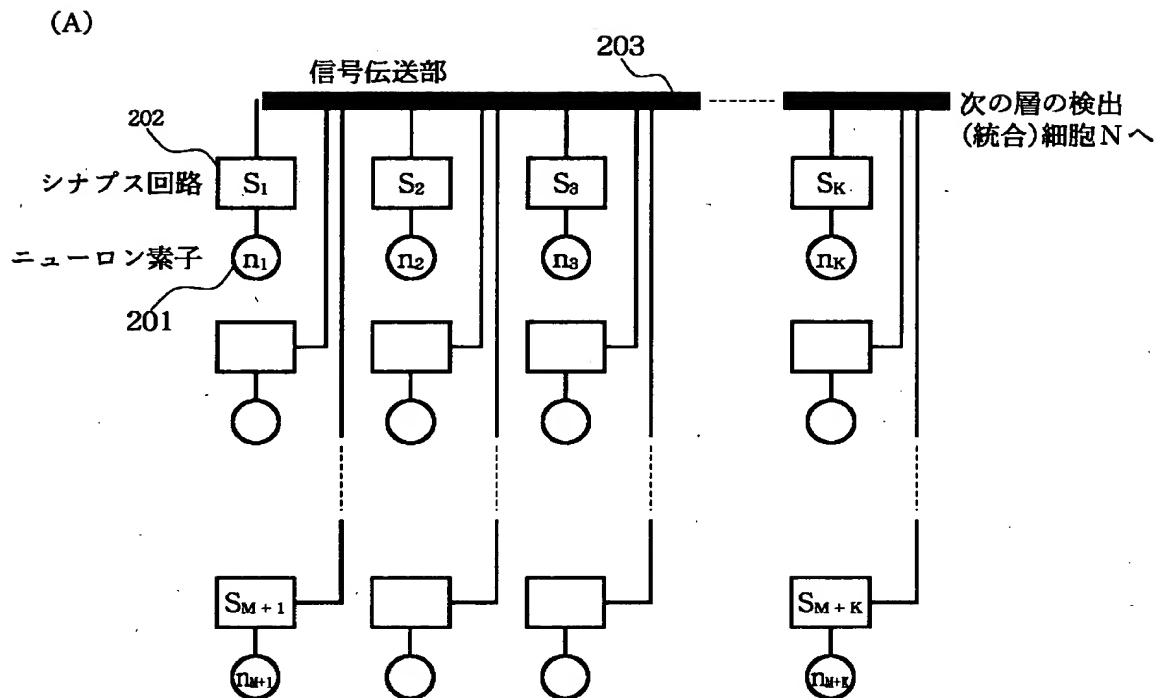 (A)
203
信号伝送部
次の層の検出
(統合)細胞Nへ
202
シナプス回路
S1
S2
S3
SK
ニューロン素子
n1
n2
n3
nK
201
SM+1
SM+K
nM+1
nM+K